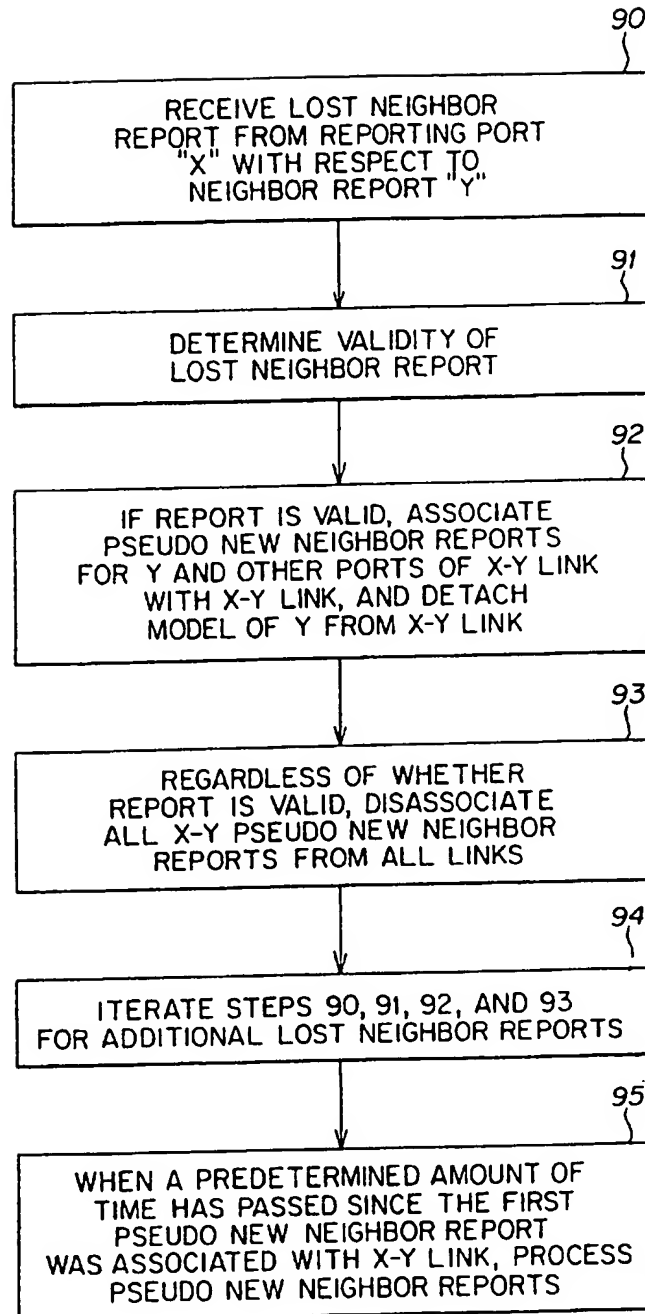 90
RECEIVE LOST NEIGHBOR
REPORT FROM REPORTING PORT
"X" WITH RESPECT TO
NEIGHBOR REPORT "Y"
91
DETERMINE VALIDITY OF
LOST NEIGHBOR REPORT
92
IF REPORT IS VALID, ASSOCIATE
PSEUDO NEW NEIGHBOR REPORTS
FOR Y AND OTHER PORTS OF X-Y LINK
WITH X-Y LINK, AND DETACH
MODEL OF Y FROM X-Y LINK
93
REGARDLESS OF WHETHER
REPORT IS VALID, DISASSOCIATE
ALL X-Y PSEUDO NEW NEIGHBOR
REPORTS FROM ALL LINKS
94
ITERATE STEPS 90, 91, 92, AND 93
FOR ADDITIONAL LOST NEIGHBOR REPORTS
95
WHEN A PREDETERMINED AMOUNT OF
TIME HAS PASSED SINCE THE FIRST
PSEUDO NEW NEIGHBOR REPORT
WAS ASSOCIATED WITH X-Y LINK, PROCESS
PSEUDO NEW NEIGHBOR REPORTS